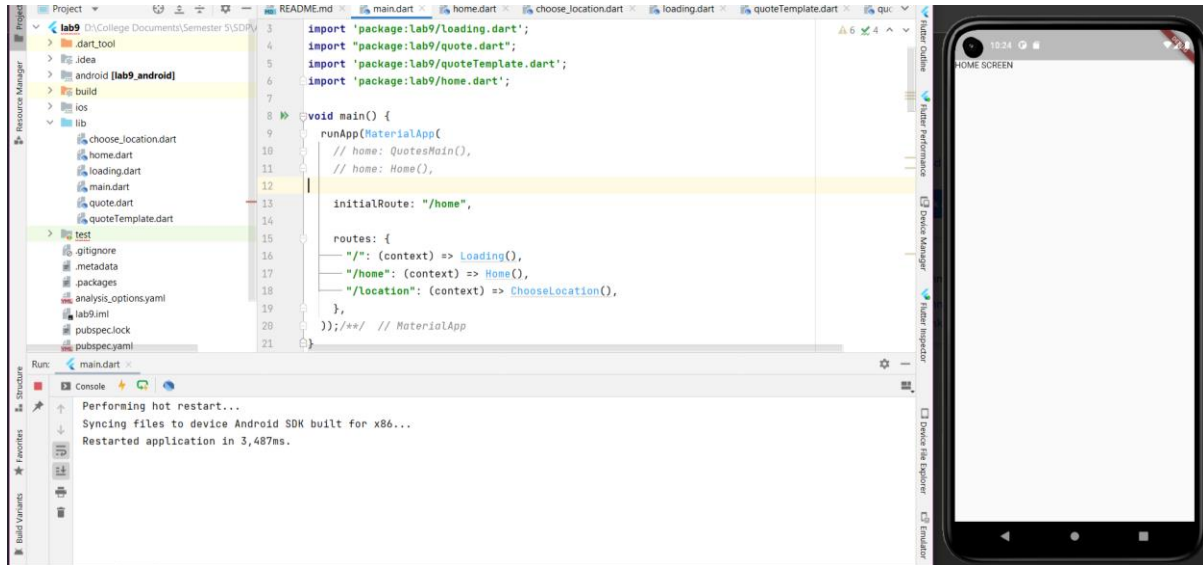 Project
README.md
main.dart
home.dart
choose_location.dart
loading.dart
quoteTemplate.dart
quo
lab9 D:\College Documents\Semester 5\SDP\
.dart_tool
.idea
android [lab9_android]
build
ios
lib
choose_location.dart
home.dart
loading.dart
main.dart
quote.dart
quoteTemplate.dart
test
.gitignore
.metadata
.packages
analysis_options.yaml
lab9.iml
pubspec.lock
pubspec.yaml
3 import 'package:lab9/loading.dart';
4 import "package:lab9/quote.dart";
5 import 'package:lab9/quoteTemplate.dart';
6 import 'package:lab9/home.dart';
7
8 void main() {
9 runApp(MaterialApp(
10 // home: QuotesMain(),
11 // home: Home(),
12
13 initialRoute: "/home",
14
15 routes: {
16 "/": (context) => Loading(),
17 "/home": (context) => Home(),
18 "/location": (context) => ChooseLocation(),
19 },
20 ));/**/ // MaterialApp
21 }
6 4
Project
Resource Manager
Structure
Favorites
Build Variants
Flutter Outline
Flutter Performance
Device Manager
Flutter Inspector
Device File Explorer
Emulator
Run: main.dart
Console
Performing hot restart...
Syncing files to device Android SDK built for x86...
Restarted application in 3,487ms.
10:24
HOME SCREEN